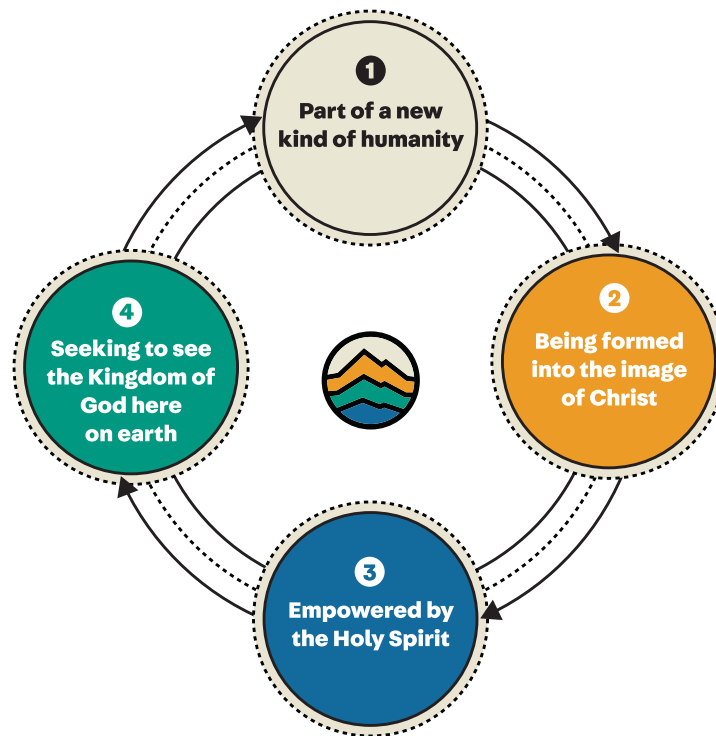 1
Part of a new
kind of humanity
2
Being formed
into the image
of Christ
3
Empowered by
the Holy Spirit
4
Seeking to see
the Kingdom of
God here
on earth